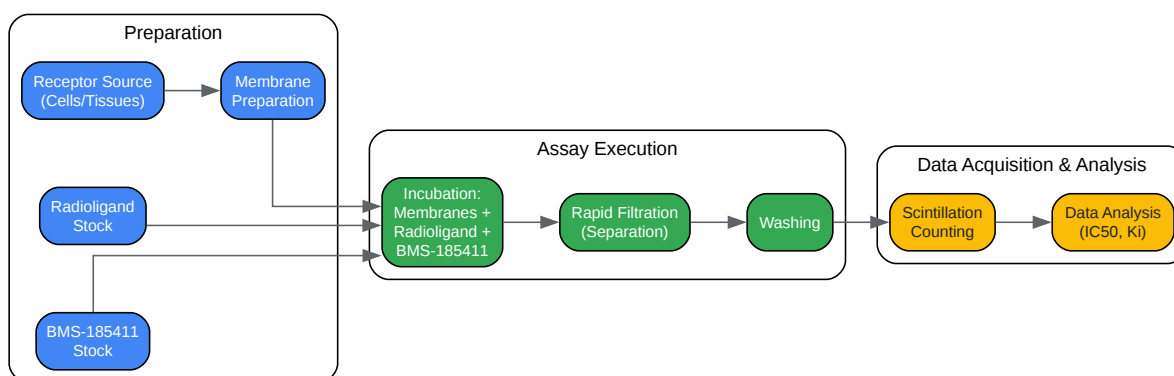 Preparation
Receptor Source
(Cells/Tissues)
Membrane
Preparation
Radioligand
Stock
BMS-185411
Stock
Assay Execution
Incubation:
Membranes +
Radioligand +
BMS-185411
Rapid Filtration
(Separation)
Washing
Data Acquisition & Analysis
Scintillation
Counting
Data Analysis
(IC50, Ki)